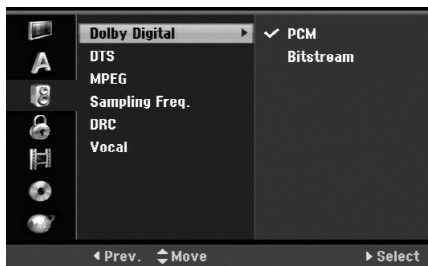 Dolby Digital
PCM
DTS
Bitstream
MPEG
Sampling Freq.
DRC
Vocal
A
Prev. Move Select